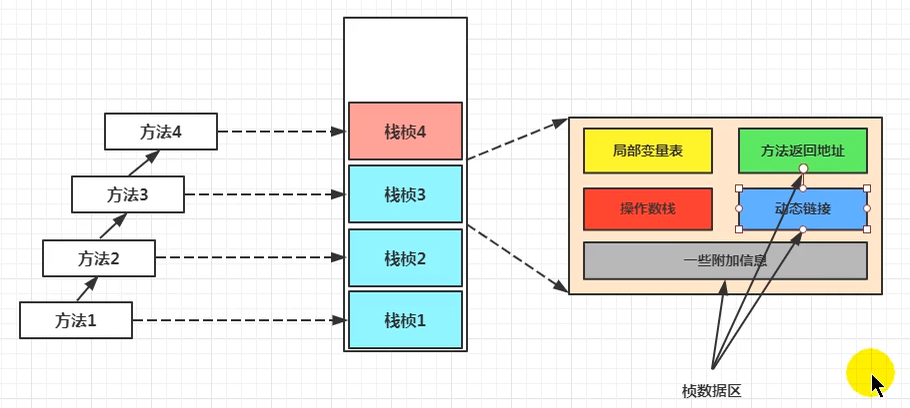 方法4
栈桢4
局部变量表
方法返回地址
方法3
栈桢3
操作数栈
动态链接
方法2
栈桢2
一些附加信息
方法1
栈桢1
桢数据区